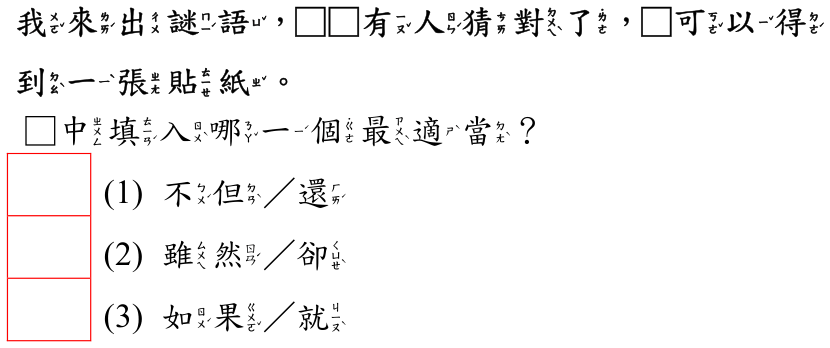 我來出謎語，□□有人猜對了，□可以得
到一張貼紙。
□中填入哪一個最適當？
(1) 不但／還
(2) 雖然／卻
(3) 如果／就